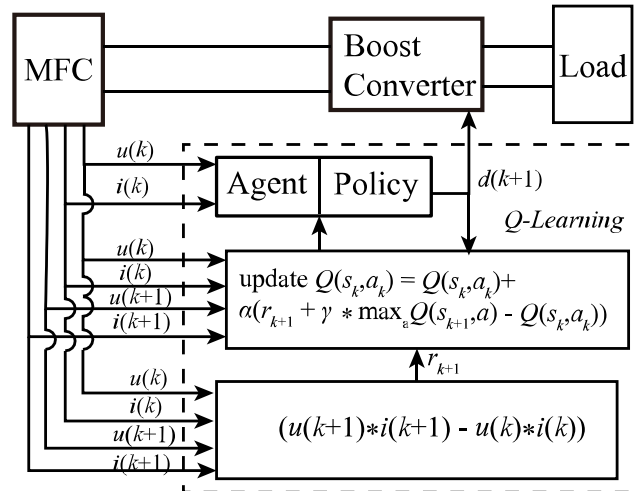 MFC
Boost
Converter
Load
u(k)
i(k)
Agent
Policy
d(k+1)
Q-Learning
u(k)
i(k)
u(k+1)
i(k+1)
update Q(sₖ,aₖ) = Q(sₖ,aₖ)+
α(rₖ₊₁ + γ * maxₐQ(sₖ₊₁,a) - Q(sₖ,aₖ))
rₖ₊₁
u(k)
i(k)
u(k+1)
i(k+1)
(u(k+1)*i(k+1) - u(k)*i(k))